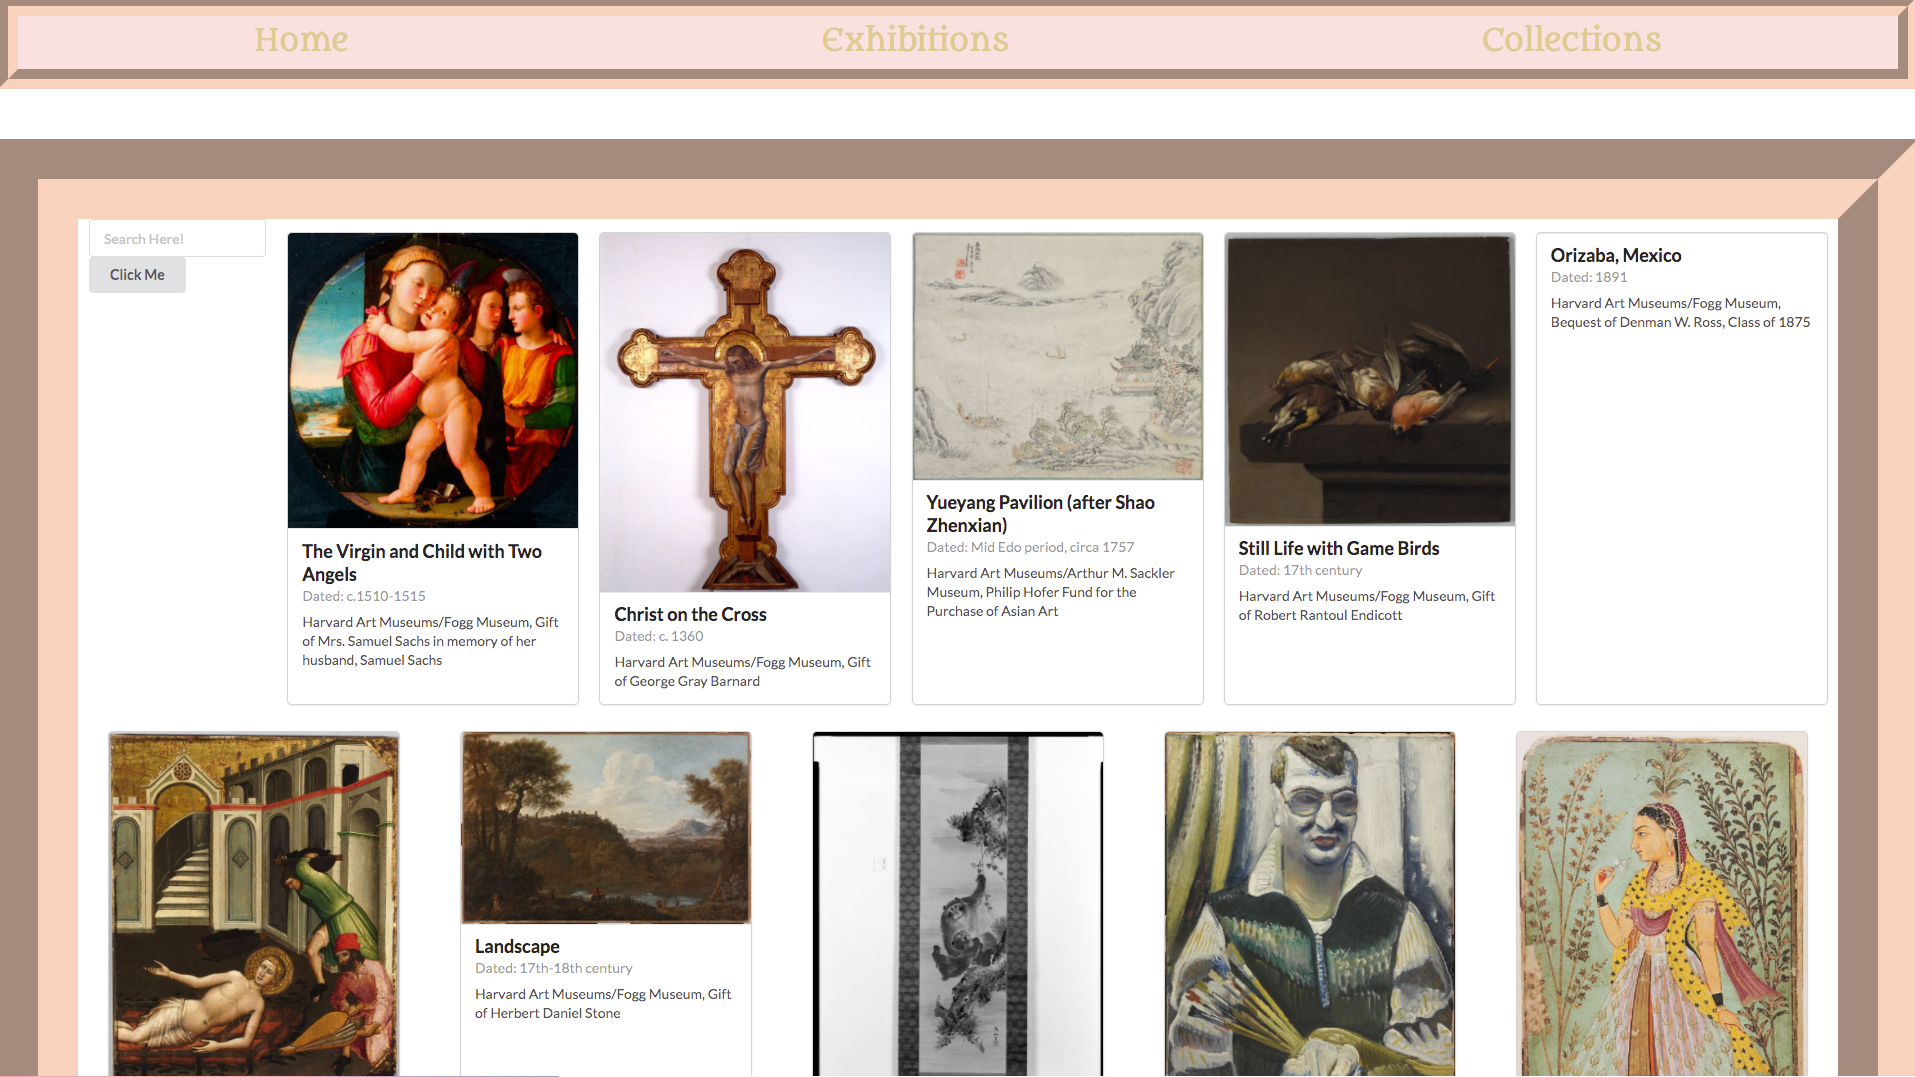 Home
Exhibitions
Collections
Search Here!
Click Me
The Virgin and Child with Two
Angels
Dated: c.1510-1515
Harvard Art Museums/Fogg Museum, Gift
of Mrs. Samuel Sachs in memory of her
husband, Samuel Sachs
Christ on the Cross
Dated: c. 1360
Harvard Art Museums/Fogg Museum, Gift
of George Gray Barnard
Yueyang Pavilion (after Shao
Zhenxian)
Dated: Mid Edo period, circa 1757
Harvard Art Museums/Arthur M. Sackler
Museum, Philip Hofer Fund for the
Purchase of Asian Art
Still Life with Game Birds
Dated: 17th century
Harvard Art Museums/Fogg Museum, Gift
of Robert Rantoul Endicott
Orizaba, Mexico
Dated: 1891
Harvard Art Museums/Fogg Museum,
Bequest of Denman W. Ross, Class of 1875
Landscape
Dated: 17th-18th century
Harvard Art Museums/Fogg Museum, Gift
of Herbert Daniel Stone